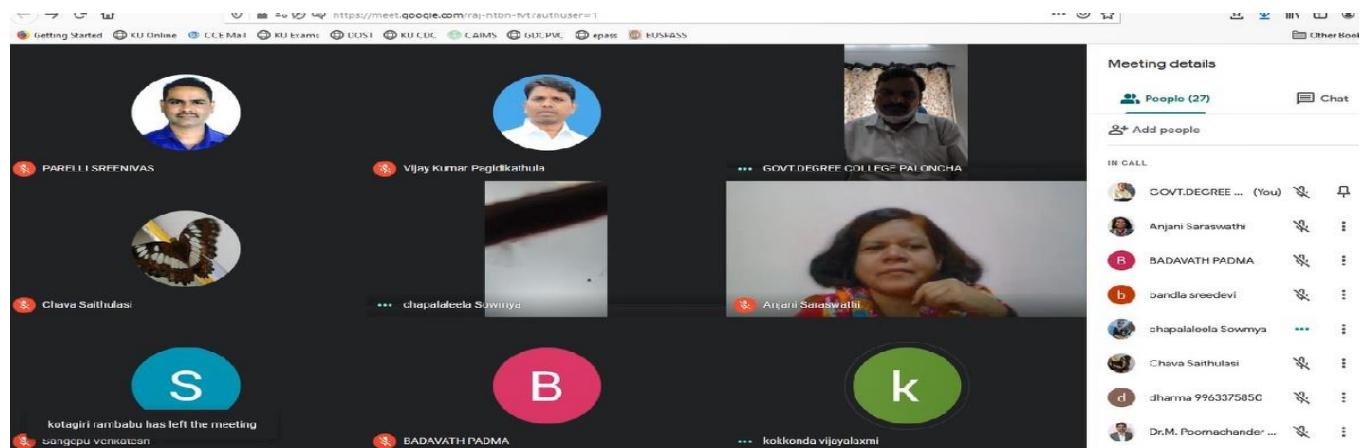 https://meet.google.com/raj-ntbn-fvt?authuser=1
Getting Started KU Online CCE Mail KU Exams DOST KU CDC CAIMS GDCPVC epass
Other Book
PARELLI SREENIVAS
Vijay Kumar Pagidikathula
GOVT.DEGREE COLLEGE PALONCHA
Chava Saithulasi
chapalaleela Sowmya
Anjani Saraswathi
S
B
k
kotagiri rambabu has left the meeting
Sangepu Venkatesh
BADAVATH PADMA
kokkonda vijayalaxmi
Meeting details
People (27)
Chat
Add people
IN CALL
GOVT.DEGREE ... (You)
Anjani Saraswathi
B BADAVATH PADMA
b bandla sreedevi
chapalaleela Sowmya
Chava Saithulasi
d dharma 9963375850
Dr.M. Poornachander ...